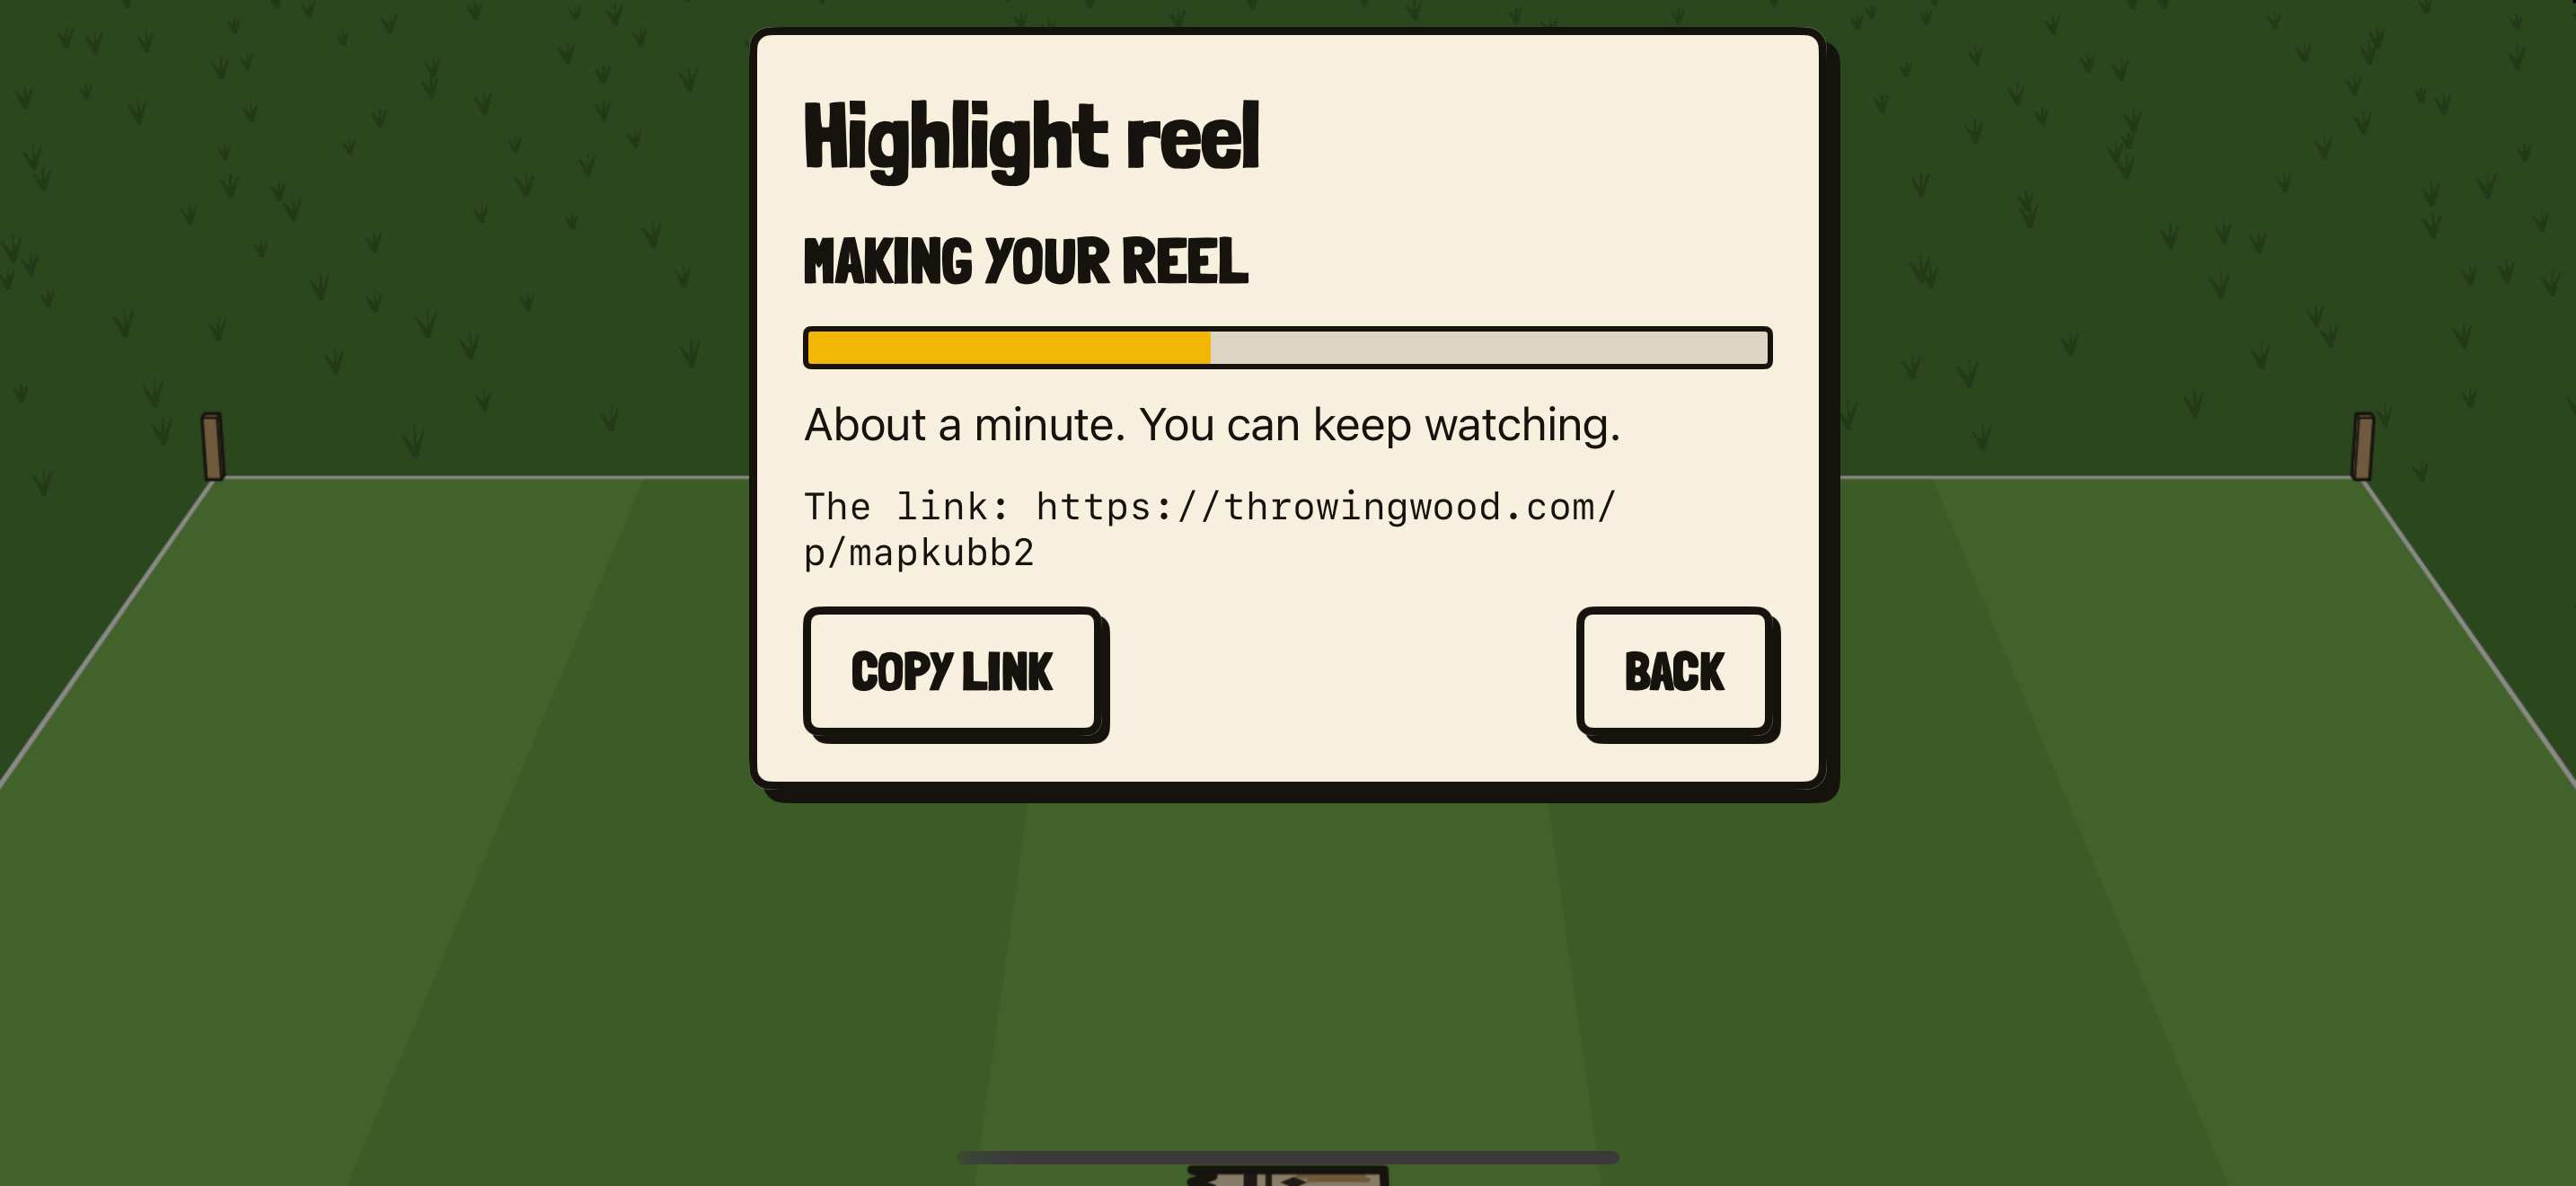 Highlight reel
MAKING YOUR REEL
About a minute. You can keep watching.
The link: https://throwingwood.com/
p/mapkubb2
COPY LINK
BACK